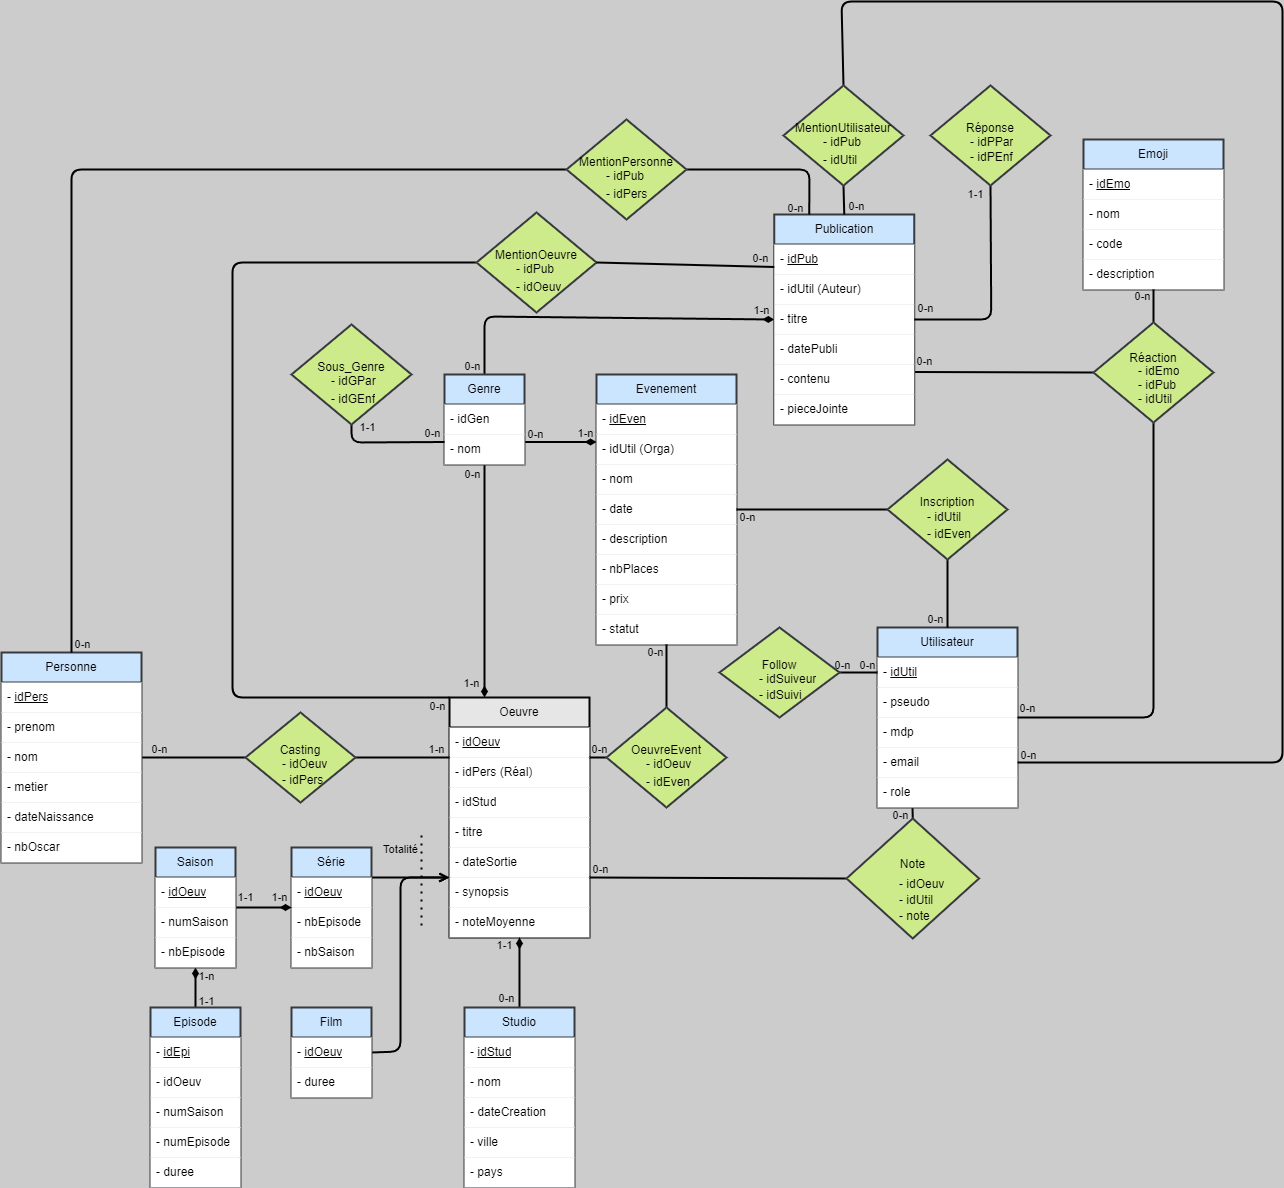 MentionUtilisateur
- idPub
- idUtil
Réponse
- idPPar
- idPEnf
1-1
Emoji
- idEmo
- nom
- code
- description
0-n
MentionPersonne
- idPub
- idPers
0-n
0-n
Publication
- idPub
- idUtil (Auteur)
- titre
- datePubli
- contenu
- pieceJointe
0-n
1-n
0-n
0-n
MentionOeuvre
- idPub
- idOeuv
Réaction
- idEmo
- idPub
- idUtil
Sous_Genre
- idGPar
- idGEnf
1-1
0-n
0-n
Genre
- idGen
- nom
0-n
0-n
1-n
Evenement
- idEven
- idUtil (Orga)
- nom
- date
- description
- nbPlaces
- prix
- statut
0-n
0-n
Inscription
- idUtil
- idEven
0-n
Utilisateur
- idUtil
- pseudo
- mdp
- email
- role
0-n
0-n
0-n
Follow
- idSuiveur
- idSuivi
0-n
0-n
0-n
Personne
- idPers
- prenom
- nom
- metier
- dateNaissance
- nbOscar
0-n
Casting
- idOeuv
- idPers
1-n
1-n
0-n
Oeuvre
- idOeuv
- idPers (Réal)
- idStud
- titre
- dateSortie
- synopsis
- noteMoyenne
0-n
OeuvreEvent
- idOeuv
- idEven
0-n
Note
- idOeuv
- idUtil
- note
Totalité
Saison
- idOeuv
- numSaison
- nbEpisode
1-1
1-n
Série
- idOeuv
- nbEpisode
- nbSaison
1-n
1-1
1-1
0-n
Episode
- idEpi
- idOeuv
- numSaison
- numEpisode
- duree
Film
- idOeuv
- duree
Studio
- idStud
- nom
- dateCreation
- ville
- pays